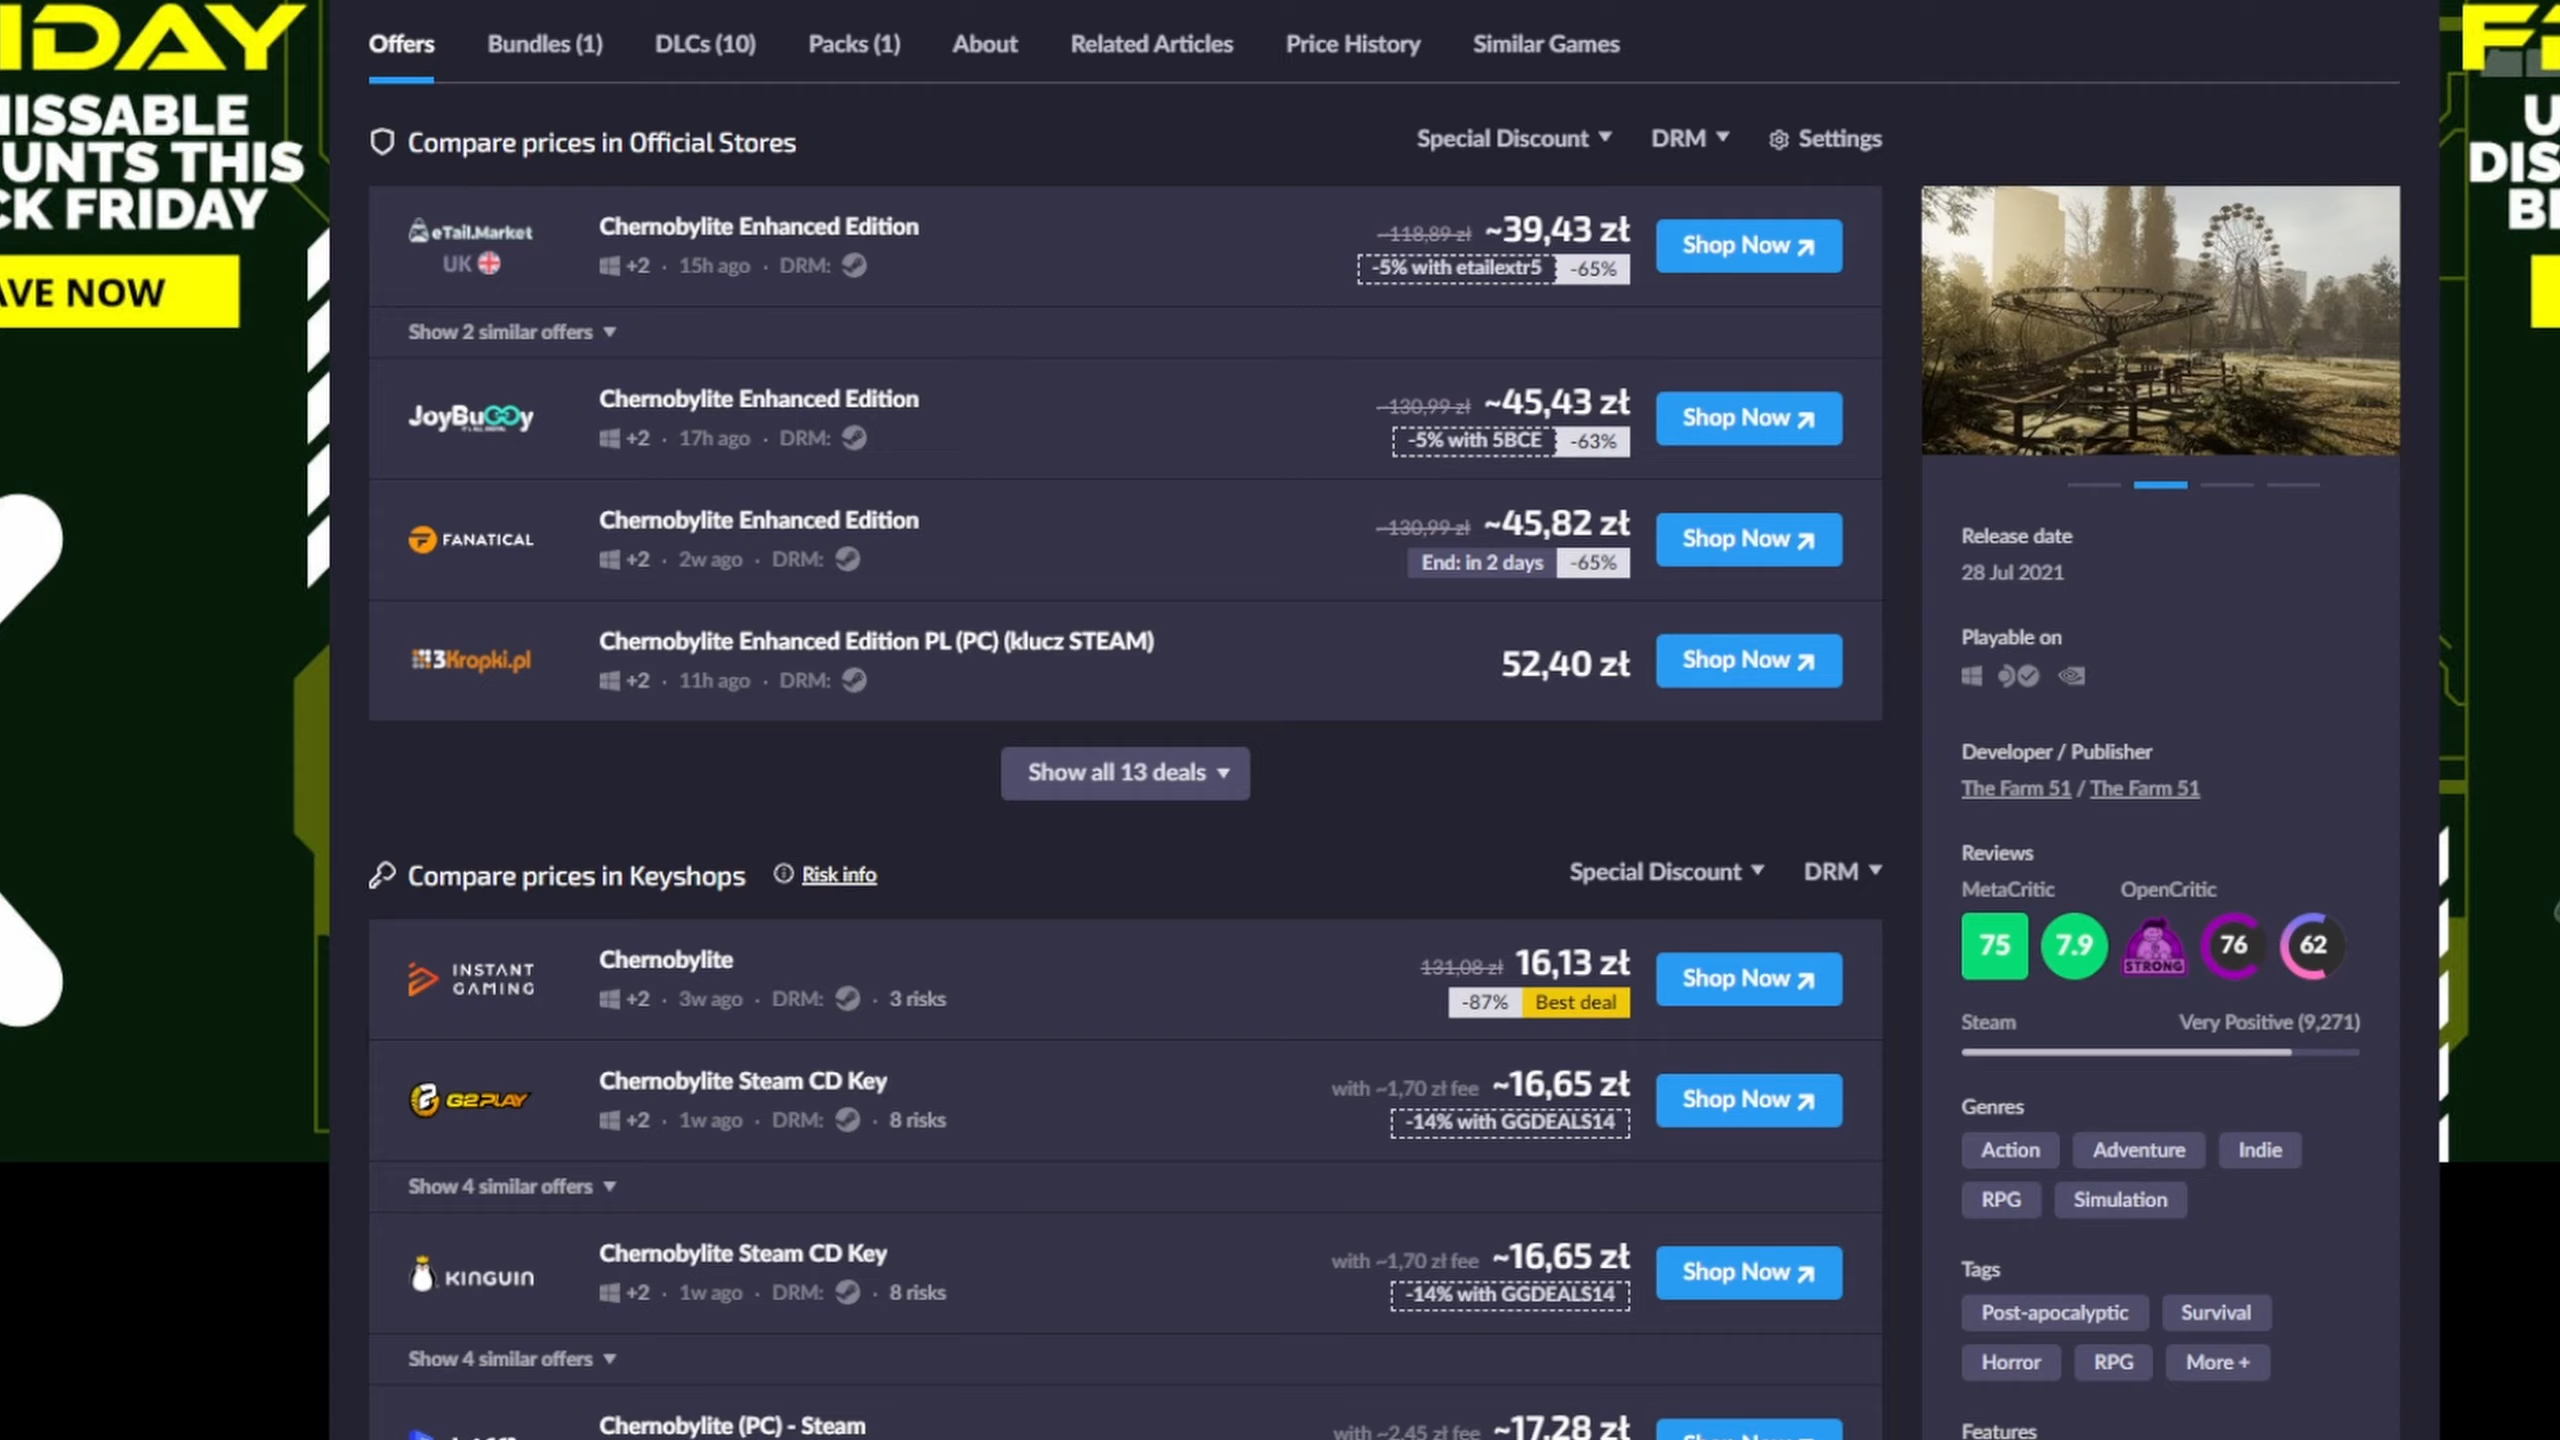 IDAY
MISSABLE
UNTS THIS
CK FRIDAY
AVE NOW
Offers
Bundles (1)
DLCs (10)
Packs (1)
About
Related Articles
Price History
Similar Games
Compare prices in Official Stores
Special Discount
DRM
Settings
eTail.Market
UK
Chernobylite Enhanced Edition
+2 · 15h ago · DRM:
~118,89 zł ~39,43 zł
-5% with etailextr5 -65%
Shop Now
Show 2 similar offers
JoyBuggy
Chernobylite Enhanced Edition
+2 · 17h ago · DRM:
~130,99 zł ~45,43 zł
-5% with 5BCE -63%
Shop Now
FANATICAL
Chernobylite Enhanced Edition
+2 · 2w ago · DRM:
~130,99 zł ~45,82 zł
End: in 2 days -65%
Shop Now
3Kropki.pl
Chernobylite Enhanced Edition PL (PC) (klucz STEAM)
+2 · 11h ago · DRM:
52,40 zł
Shop Now
Show all 13 deals
Compare prices in Keyshops
Risk info
Special Discount
DRM
INSTANT
GAMING
Chernobylite
+2 · 3w ago · DRM: · 3 risks
131,08 zł 16,13 zł
-87% Best deal
Shop Now
G2PLAY
Chernobylite Steam CD Key
+2 · 1w ago · DRM: · 8 risks
with ~1,70 zł fee ~16,65 zł
-14% with GGDEALS14
Shop Now
Show 4 similar offers
KINGUIN
Chernobylite Steam CD Key
+2 · 1w ago · DRM: · 8 risks
with ~1,70 zł fee ~16,65 zł
-14% with GGDEALS14
Shop Now
Show 4 similar offers
Chernobylite (PC) - Steam
with ~2,45 zł fee ~17,28 zł
Shop Now
Release date
28 Jul 2021
Playable on
Developer / Publisher
The Farm 51 / The Farm 51
Reviews
MetaCritic
OpenCritic
75
7.9
STRONG
76
62
Steam
Very Positive (9,271)
Genres
Action
Adventure
Indie
RPG
Simulation
Tags
Post-apocalyptic
Survival
Horror
RPG
More +
Features
U
DIS